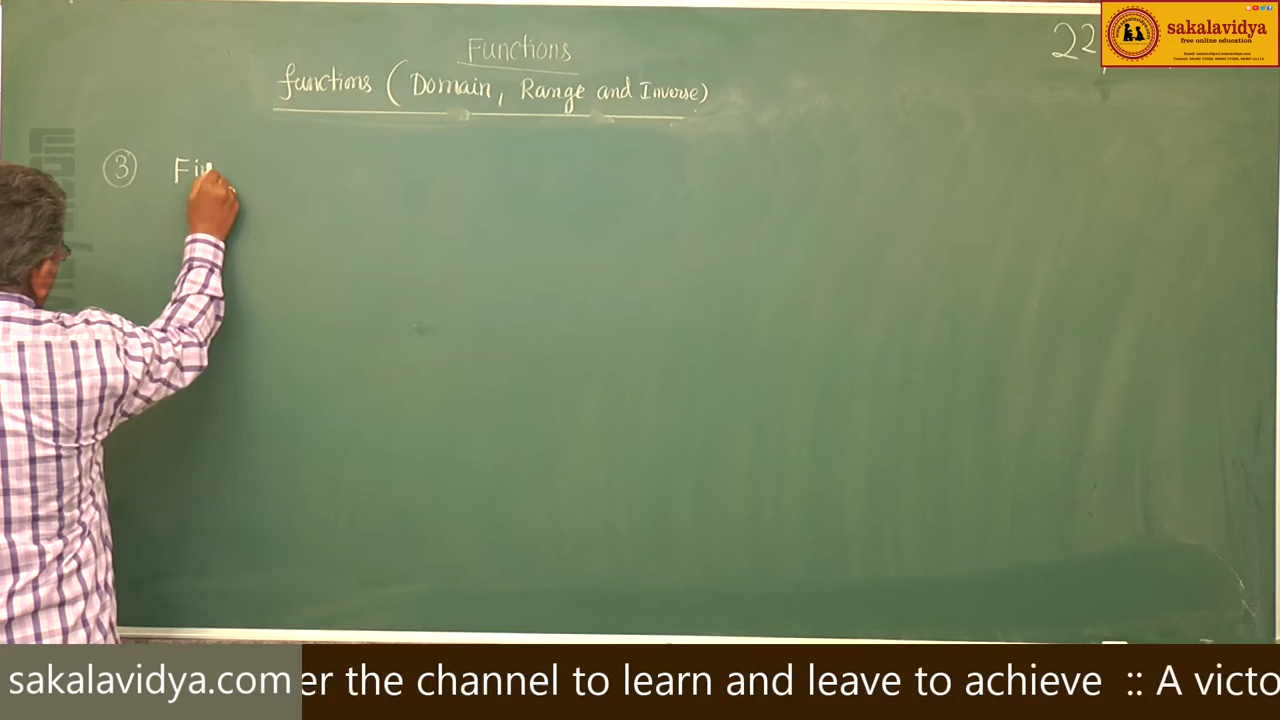 Functions
22
functions (Domain, Range and Inverse)
③ Fin
sakalavidya
free online education
sakalavidya.com
er the channel to learn and leave to achieve :: A victo